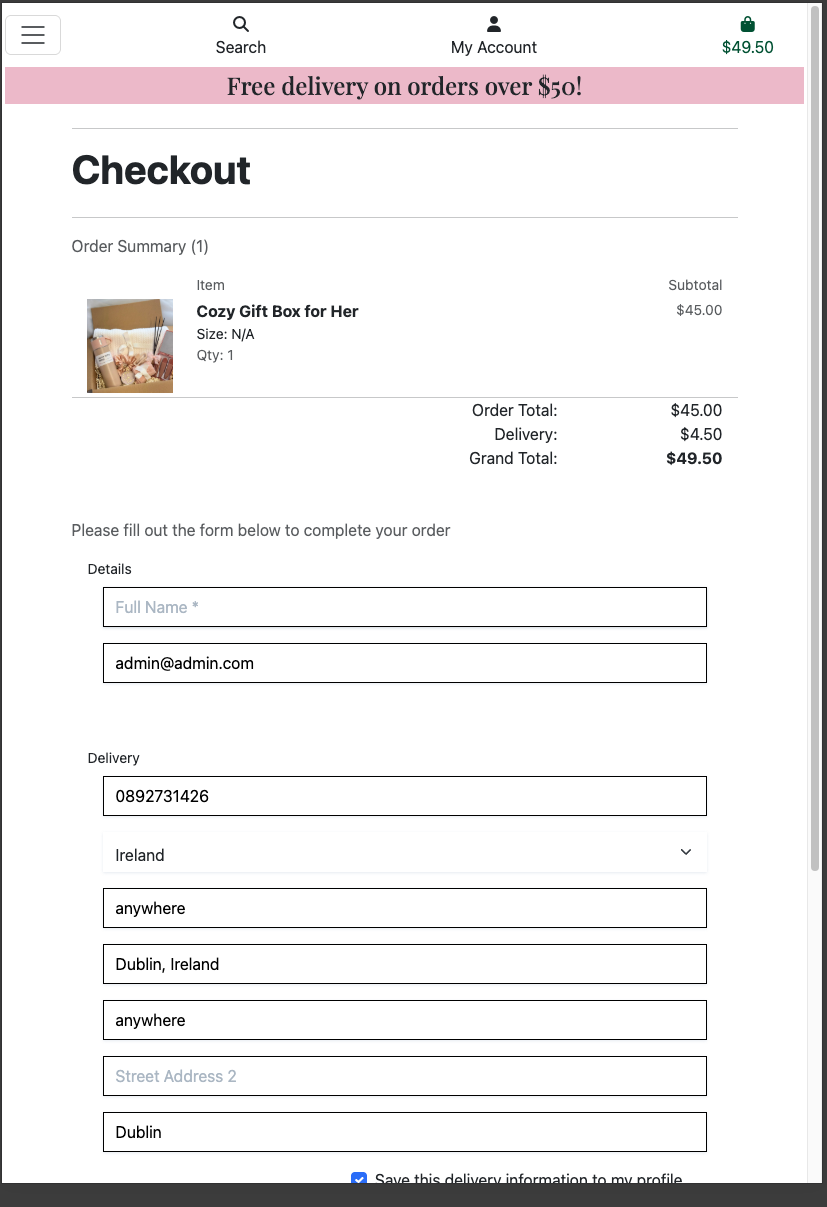 Search
My Account
$49.50
Free delivery on orders over $50!
Checkout
Order Summary (1)
Item
Subtotal
Cozy Gift Box for Her
$45.00
Size: N/A
Qty: 1
Order Total:
$45.00
Delivery:
$4.50
Grand Total:
$49.50
Please fill out the form below to complete your order
Details
Full Name *
admin@admin.com
Delivery
0892731426
Ireland
anywhere
Dublin, Ireland
anywhere
Street Address 2
Dublin
Save this delivery information to my profile